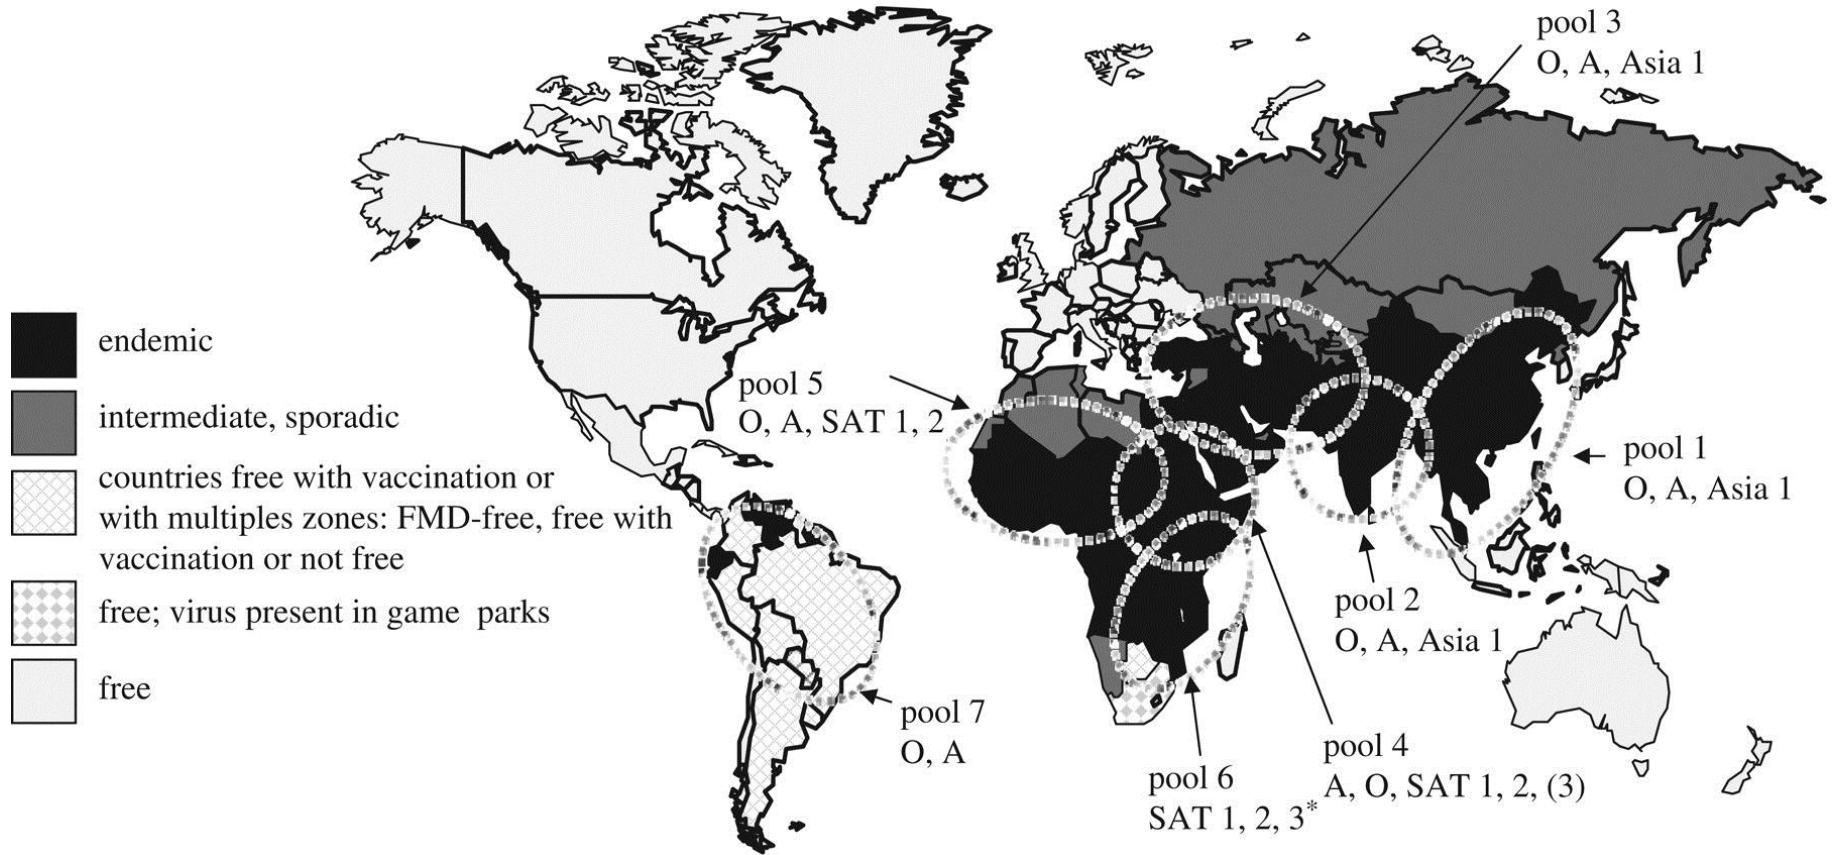 pool 3
O, A, Asia 1
endemic
intermediate, sporadic
countries free with vaccination or
with multiples zones: FMD-free, free with
vaccination or not free
free; virus present in game parks
free
pool 5
O, A, SAT 1, 2
pool 1
O, A, Asia 1
pool 2
O, A, Asia 1
pool 7
O, A
pool 4
A, O, SAT 1, 2, (3)
pool 6
SAT 1, 2, 3*